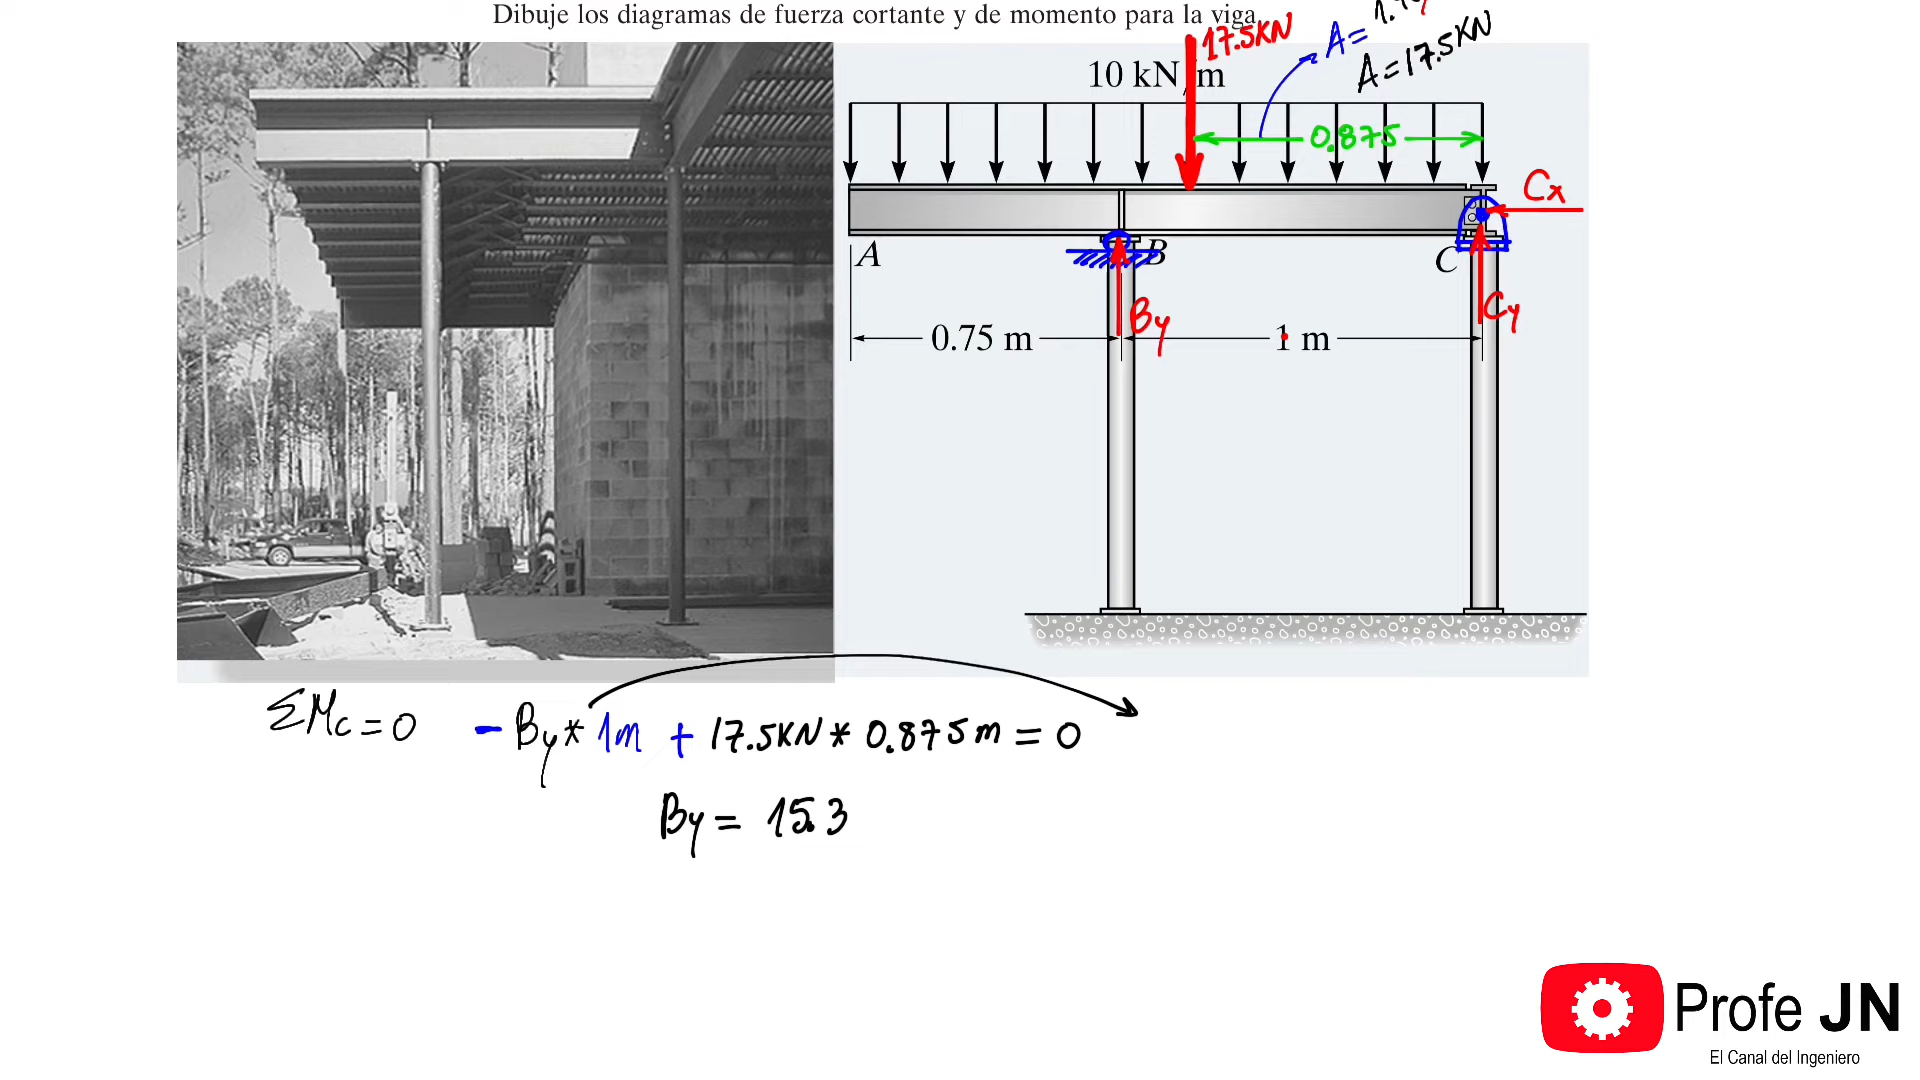 Dibuje los diagramas de fuerza cortante y de momento para la viga.
17.5KN
A=
A=17.5KN
10 kN/m
0.875
Cx
A
B
C
By
Cy
0.75 m
1 m
ΣMc=0 - By* 1m + 17.5KN * 0.875m = 0
By = 15.3
Profe JN
El Canal del Ingeniero